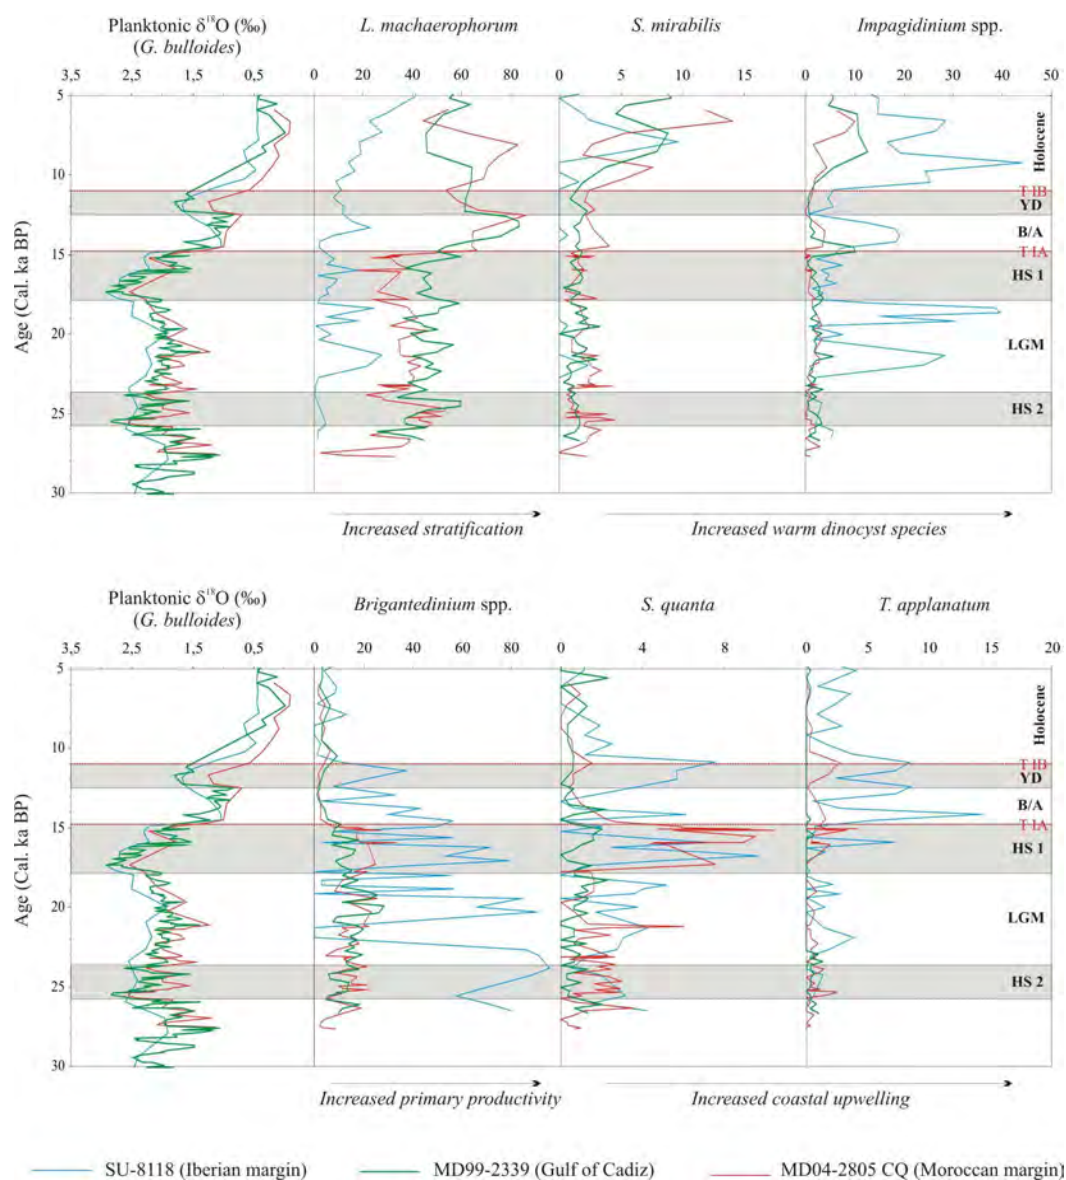 Planktonic δ¹⁸O (‰) L. machaerophorum S. mirabilis Impagidinium spp.
(G. bulloides)
3,5 2,5 1,5 0,5 0 20 40 60 80 0 5 10 15 0 10 20 30 40 50
5
Holocene
10
T-IB
YD
B/A
15 T-IA
HS 1
Age (Cal. ka BP)
20
LGM
HS 2
25
30
Increased stratification Increased warm dinocyst species
Planktonic δ¹⁸O (‰) Brigantedinium spp. S. quanta T. applanatum
(G. bulloides)
3,5 2,5 1,5 0,5 0 20 40 60 80 0 4 8 0 5 10 15 20
5
Holocene
10
T-IB
YD
B/A
15 T-IA
HS 1
Age (Cal. ka BP)
20
LGM
HS 2
25
30
Increased primary productivity Increased coastal upwelling
SU-8118 (Iberian margin) MD99-2339 (Gulf of Cadiz) MD04-2805 CQ (Moroccan margin)